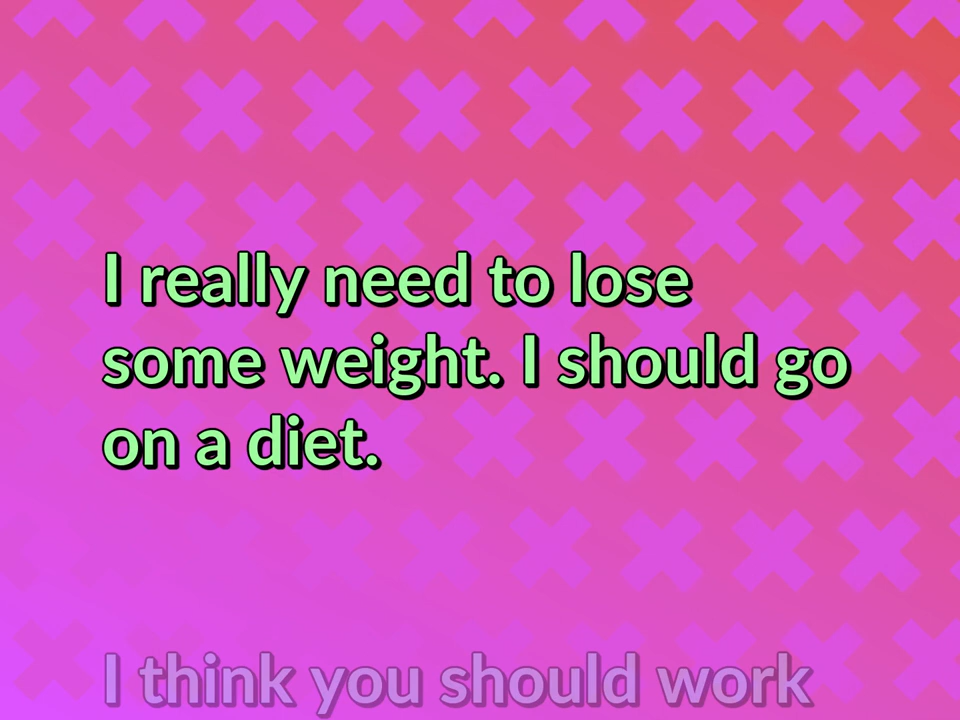 I really need to lose
some weight. I should go
on a diet.
I think you should work